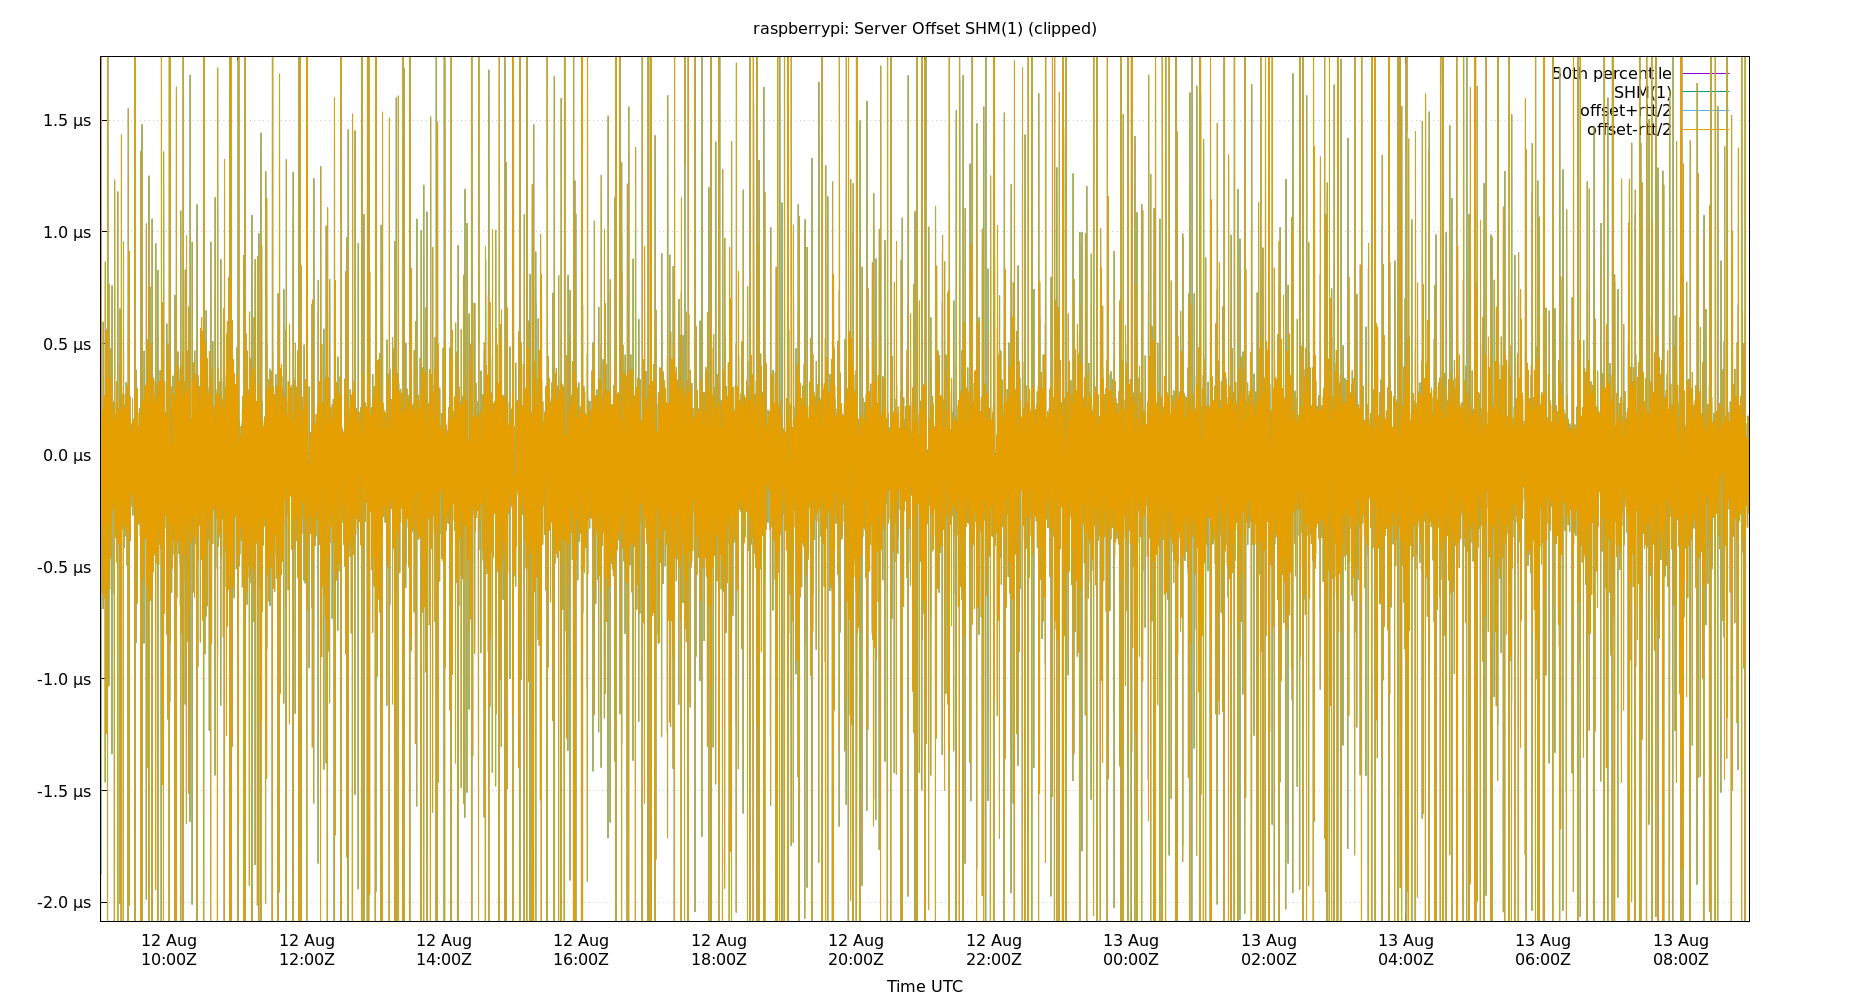 raspberrypi: Server Offset SHM(1) (clipped)
50th percentile
SHM(1)
offset+rtt/2
offset-rtt/2
1.5 µs
1.0 µs
0.5 µs
0.0 µs
-0.5 µs
-1.0 µs
-1.5 µs
-2.0 µs
12 Aug 12 Aug 12 Aug 12 Aug 12 Aug 12 Aug 12 Aug 13 Aug 13 Aug 13 Aug 13 Aug 13 Aug
10:00Z 12:00Z 14:00Z 16:00Z 18:00Z 20:00Z 22:00Z 00:00Z 02:00Z 04:00Z 06:00Z 08:00Z
Time UTC